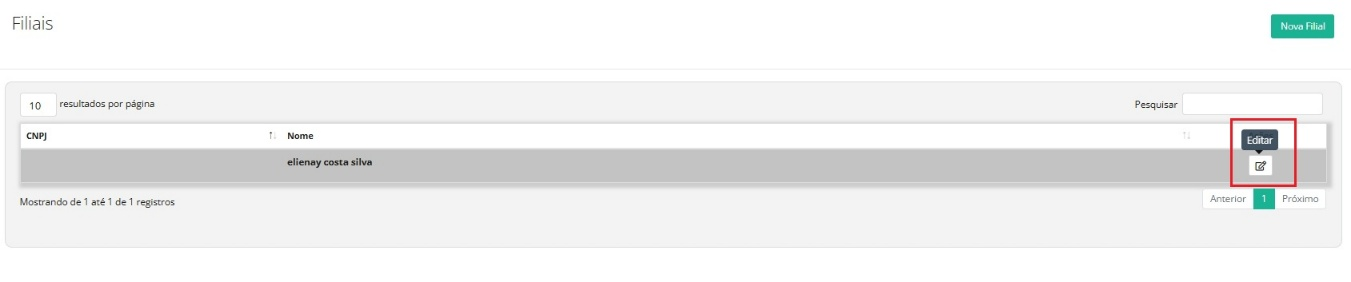 Filiais
Nova Filial
10 resultados por página
Pesquisar
CNPJ Nome
Editar
elienay costa silva
Mostrando de 1 até 1 de 1 registros
Anterior 1 Próximo